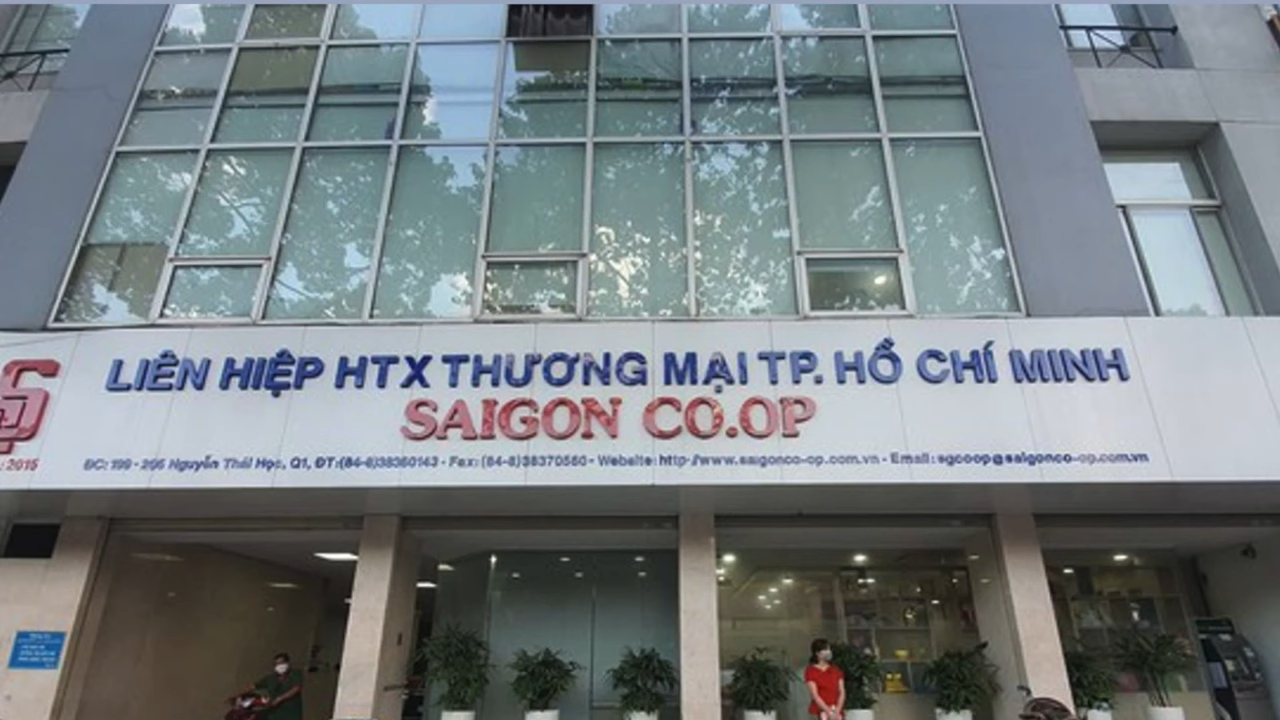 LIÊN HIỆP HTX THƯƠNG MẠI TP. HỒ CHÍ MINH
SAIGON CO.OP
: 2015
ĐC: 199 - 205 Nguyễn Thái Học, Q1, ĐT:(84-8)38360143 - Fax: (84-8)38370560 - Website: http://www.saigonco-op.com.vn - Email: sgcoop@saigonco-op.com.vn